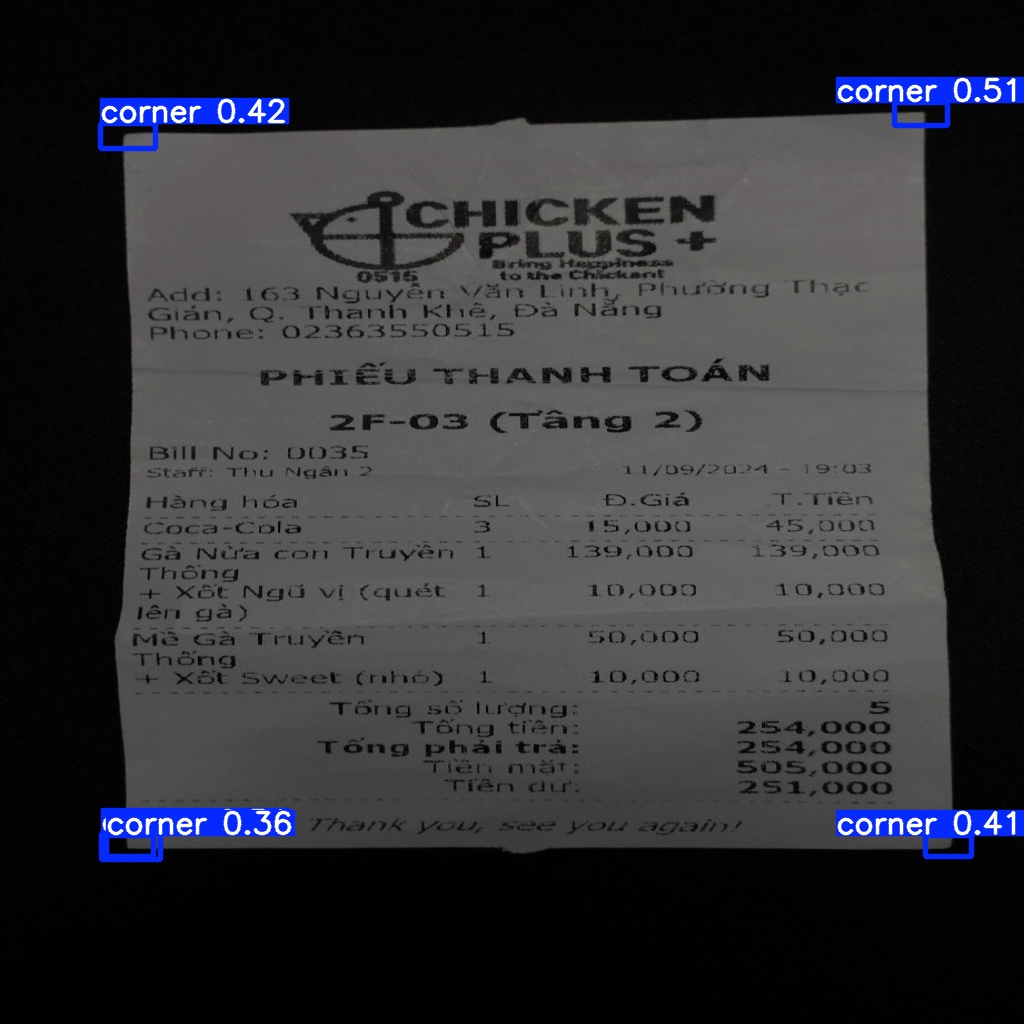 corner 0.42
corner 0.51
CHICKEN
PLUS +
Bring Happiness
to the Chickent
0515
Add: 163 Nguyễn Văn Linh, Phường Thạc
Gián, Q. Thanh Khê, Đà Nẵng
Phone: 02363550515
PHIẾU THANH TOÁN
2F-03 (Tầng 2)
Bill No: 0035
Staff: Thu Ngân 2 11/09/2024 - 19:03
Hàng hóa SL Đ.Giá T.Tiền
Coca-Cola 3 15,000 45,000
Gà Nửa con Truyền 1 139,000 139,000
Thống
+ Xốt Ngũ vị (quét 1 10,000 10,000
lên gà)
Mề Gà Truyền 1 50,000 50,000
Thống
+ Xốt Sweet (nhỏ) 1 10,000 10,000
Tổng số lượng: 5
Tổng tiền: 254,000
Tổng phải trả: 254,000
Tiền mặt: 505,000
Tiền dư: 251,000
corner 0.36 Thank you, see you again! corner 0.41